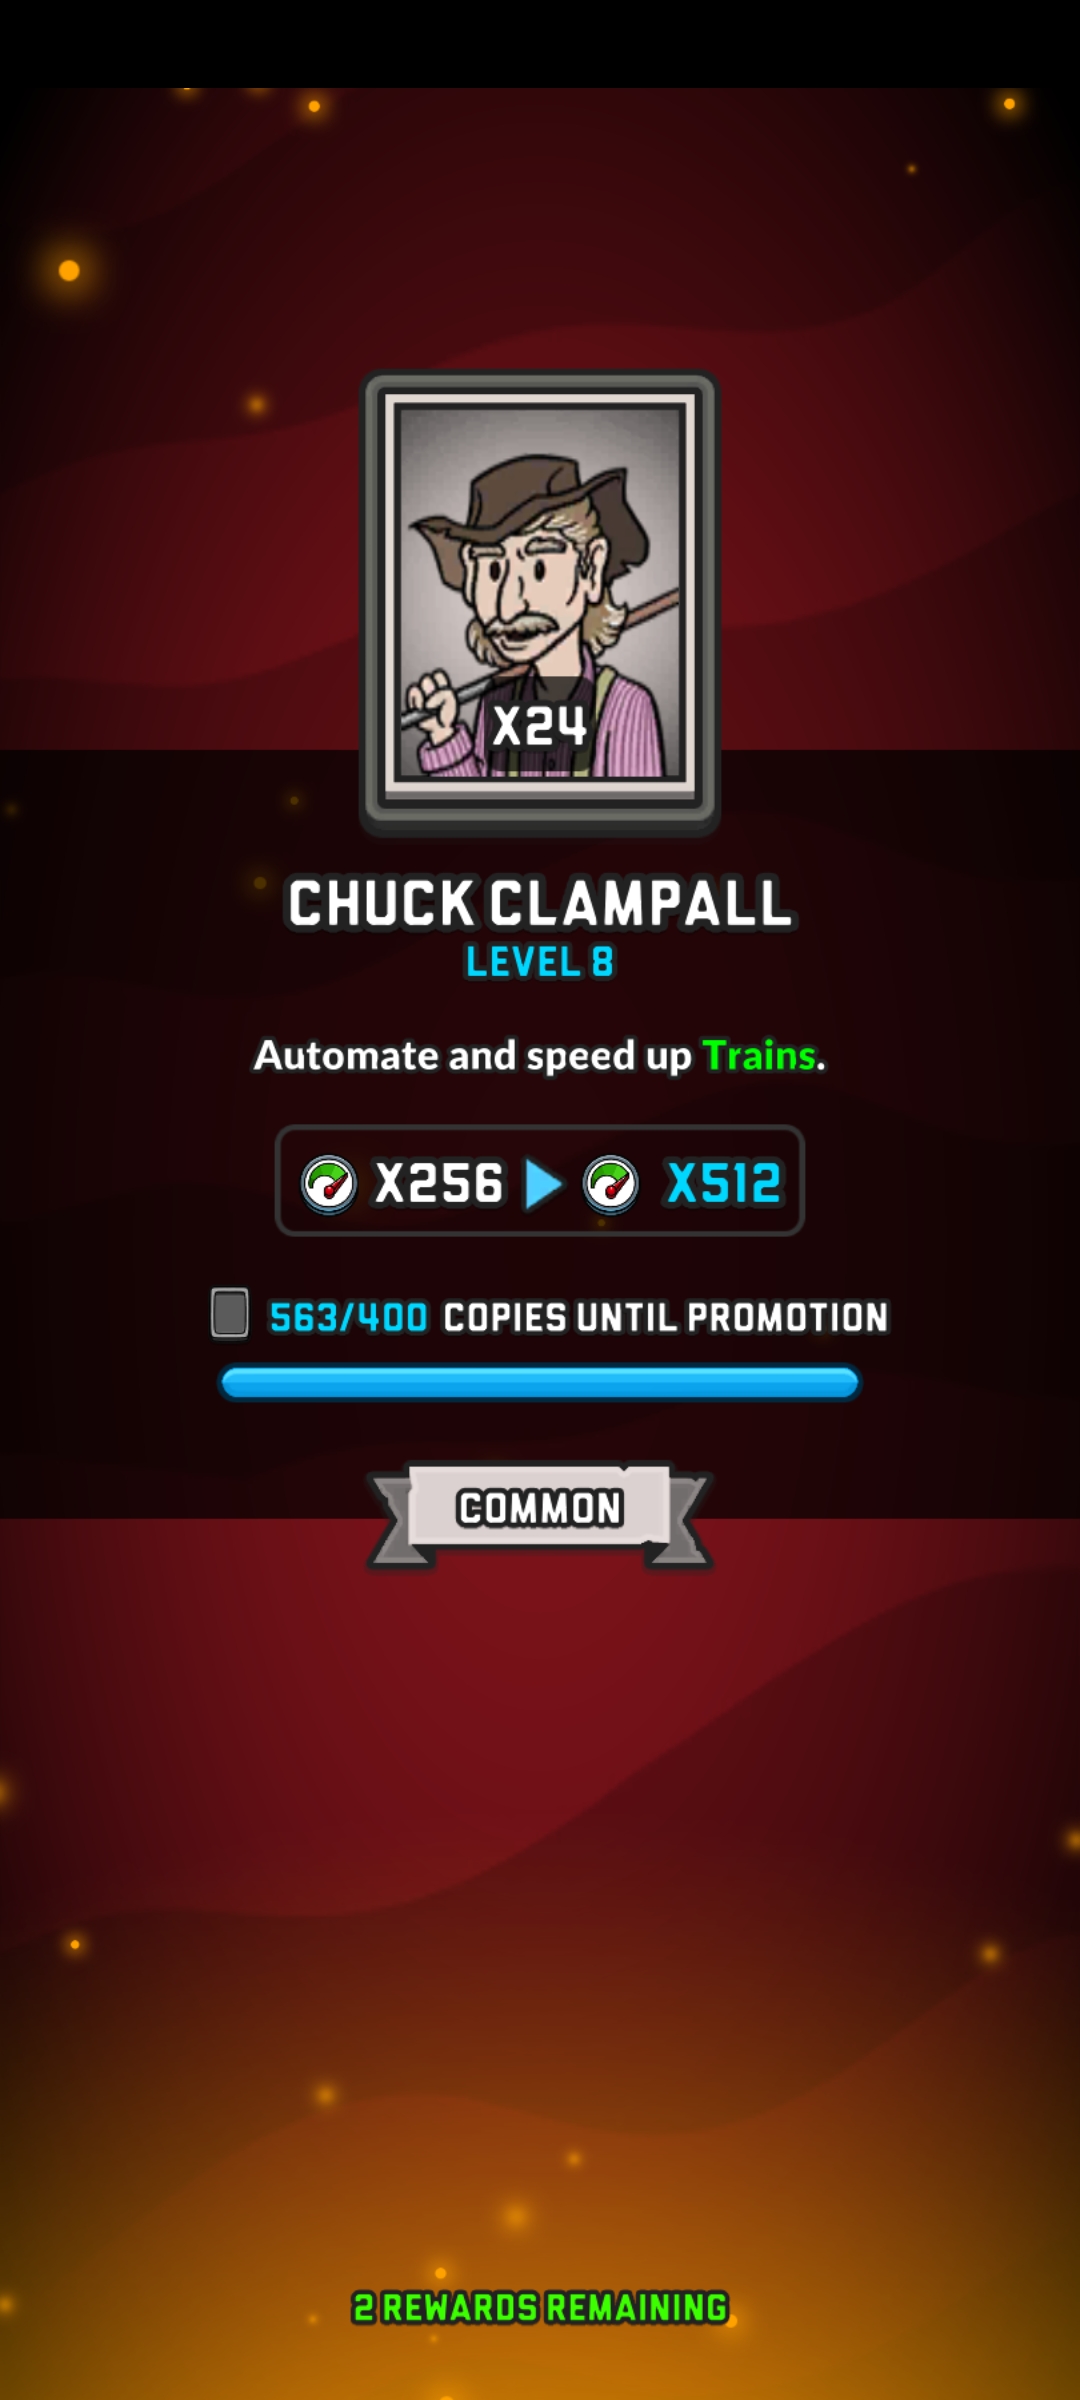 X24
CHUCK CLAMPALL
LEVEL 8
Automate and speed up Trains.
X256 X512
563/400 COPIES UNTIL PROMOTION
COMMON
2 REWARDS REMAINING